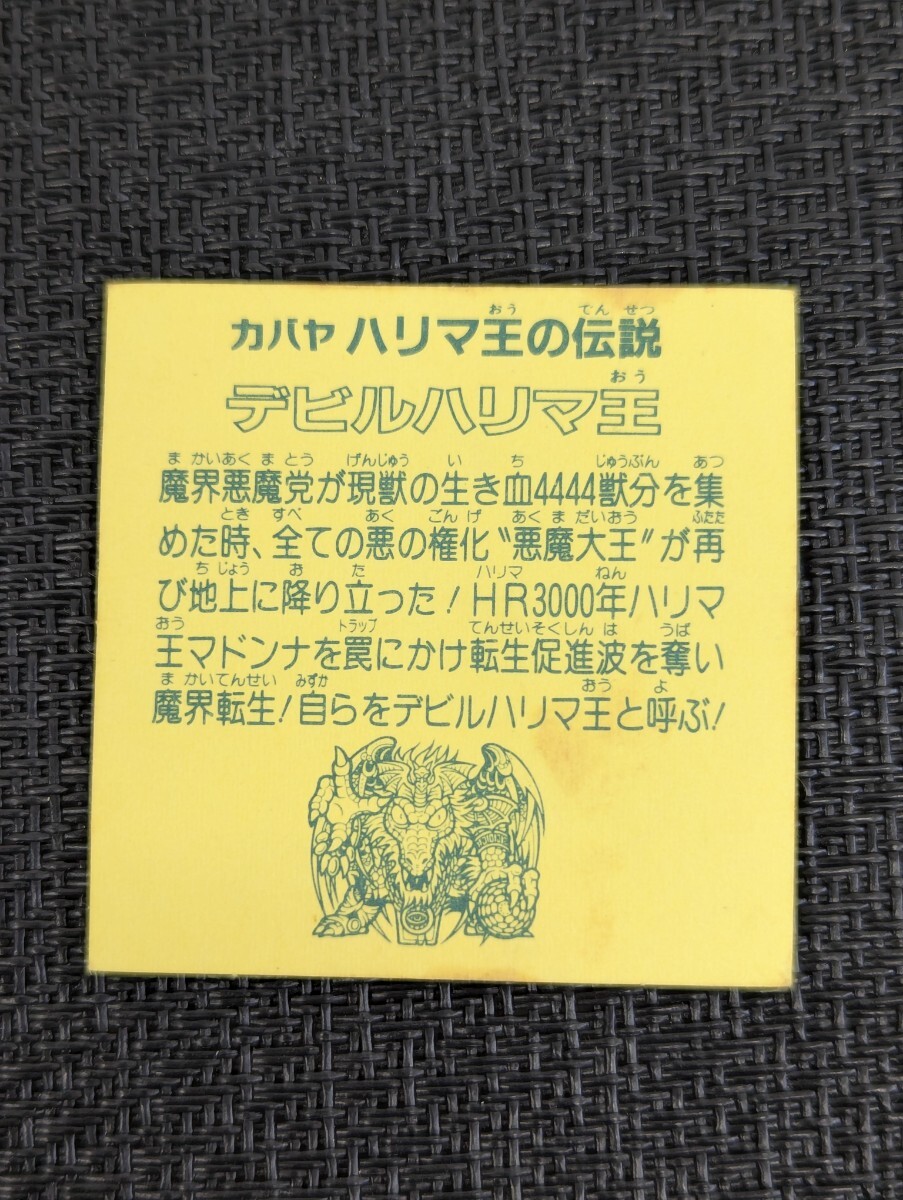 カバヤ ハリマ王の伝説
デビルハリマ王
魔界悪魔党が現獣の生き血4444獣分を集
めた時、全ての悪の権化“悪魔大王”が再
び地上に降り立った！HR3000年ハリマ
王マドンナを罠にかけ転生促進波を奪い
魔界転生！自らをデビルハリマ王と呼ぶ！